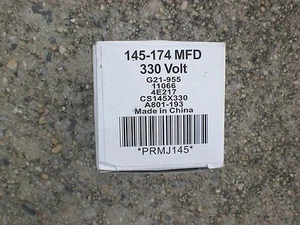 145-174 MFD
330 Volt
G21-955
11066
4E217
CS145X330
A801-193
Made In China
*PRMJ145*